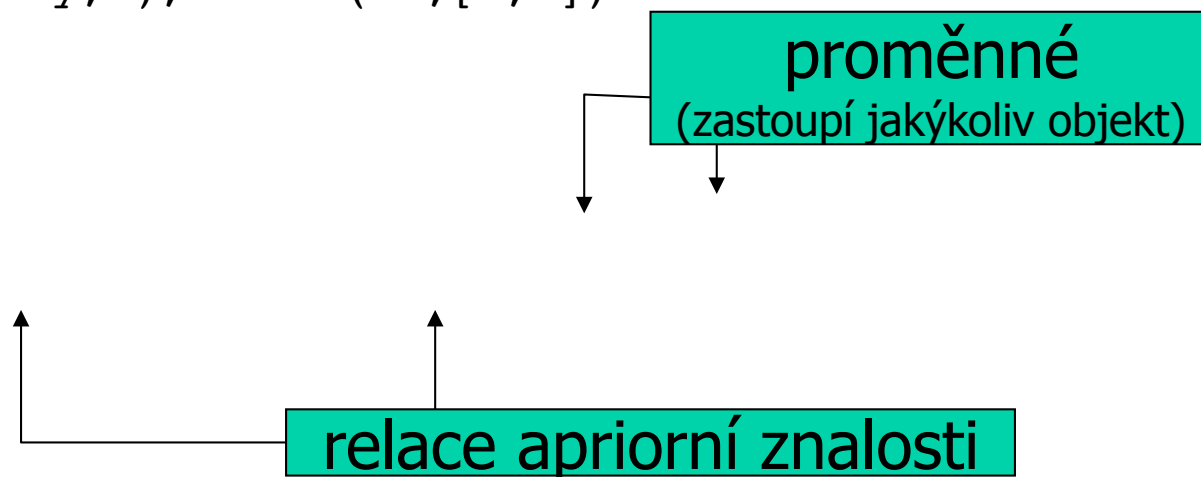 proměnné
(zastoupí jakýkoliv objekt)
relace apriorní znalosti